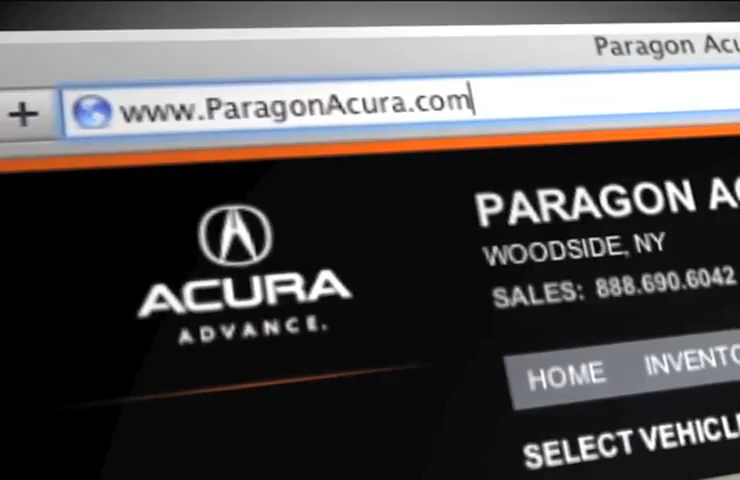 Paragon Acu
+
www.ParagonAcura.com
ACURA
ADVANCE.
PARAGON AC
WOODSIDE, NY
SALES: 888.690.6042
HOME INVENTO
SELECT VEHICL